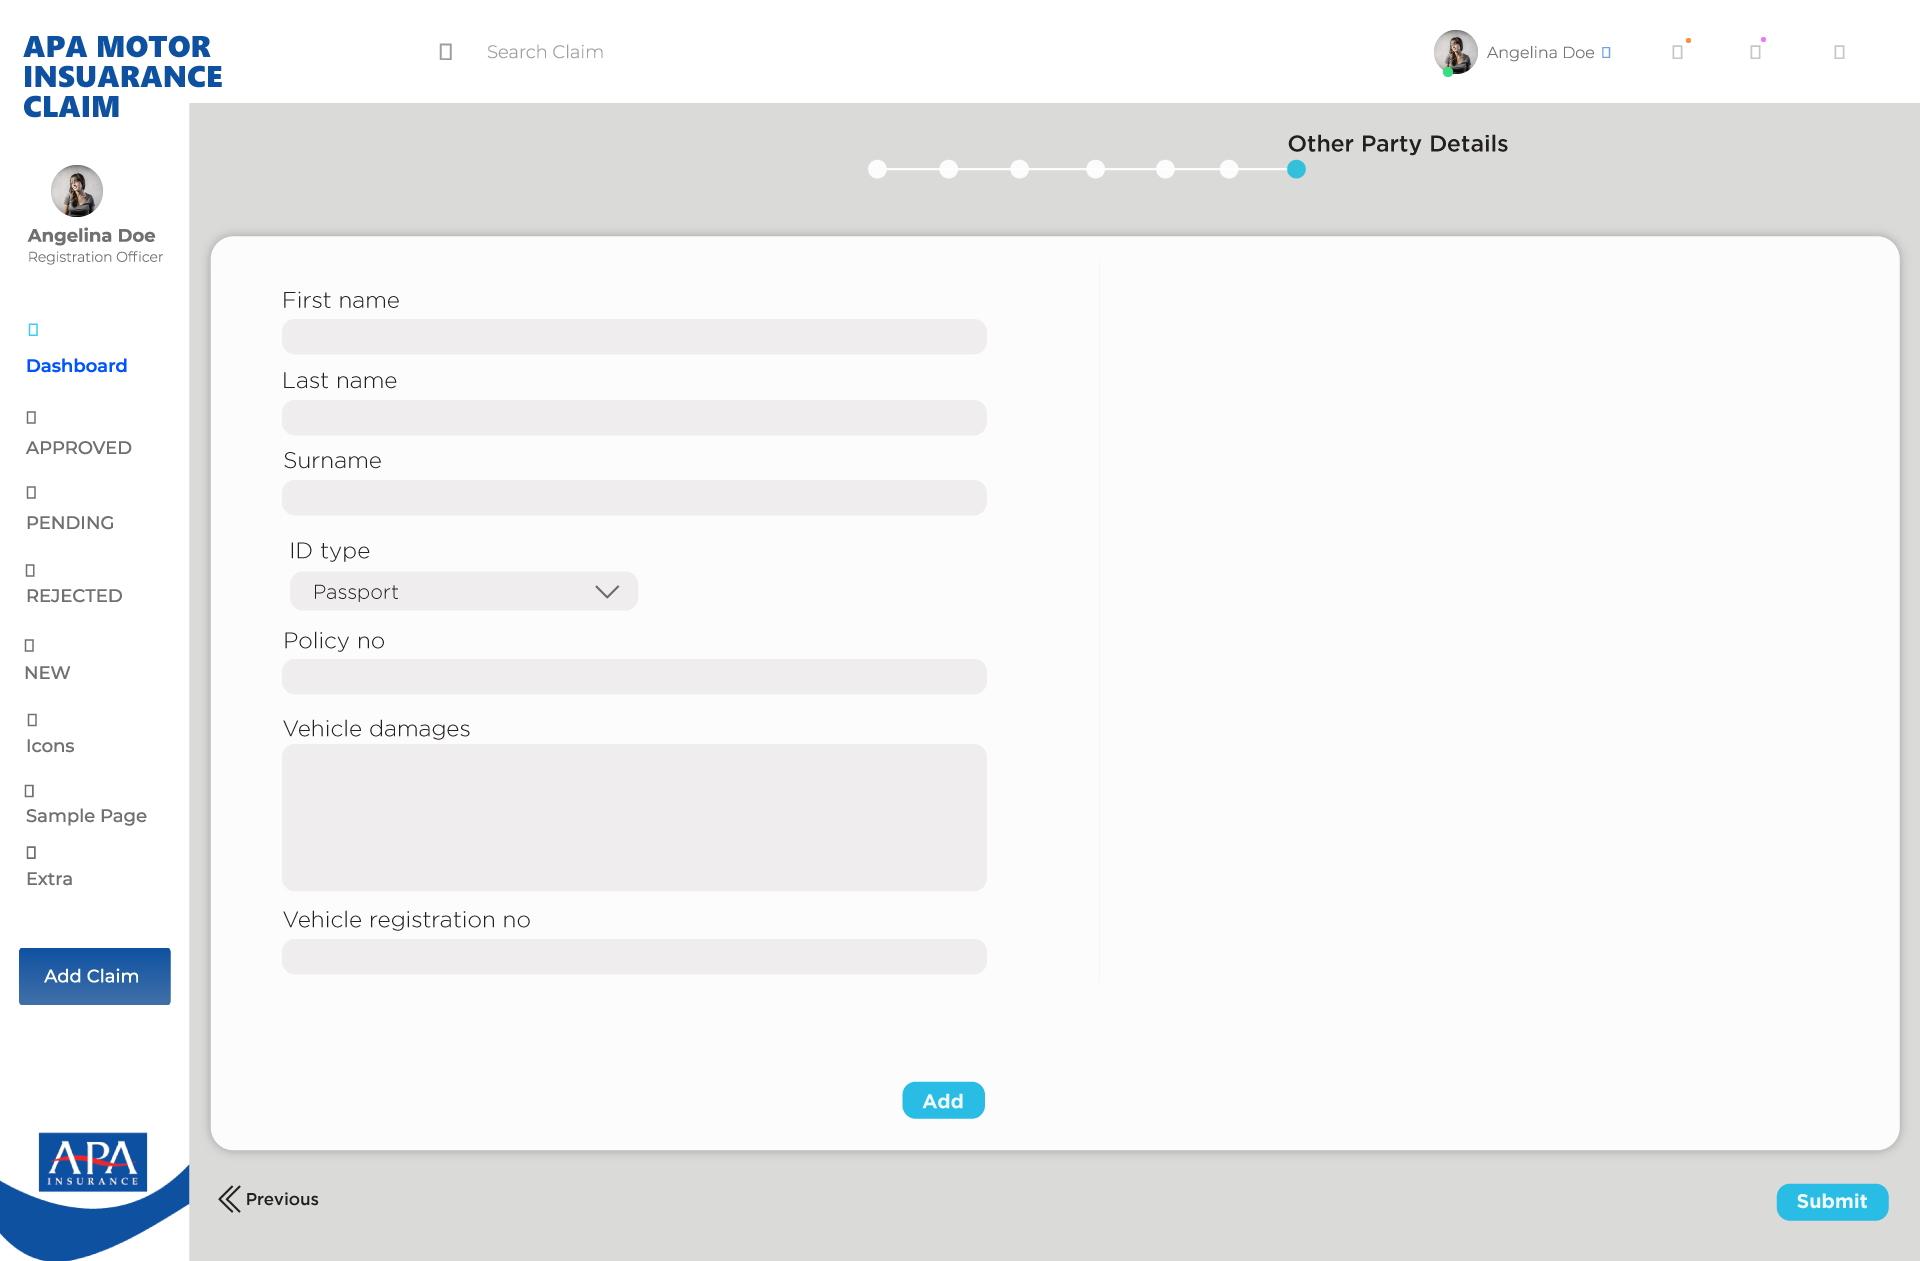 APA MOTOR
INSUARANCE
CLAIM
Search Claim
Angelina Doe
Other Party Details
Angelina Doe
Registration Officer
Dashboard
APPROVED
PENDING
REJECTED
NEW
Icons
Sample Page
Extra
Add Claim
First name
Last name
Surname
ID type
Passport
Policy no
Vehicle damages
Vehicle registration no
Add
APA
INSURANCE
Previous
Submit